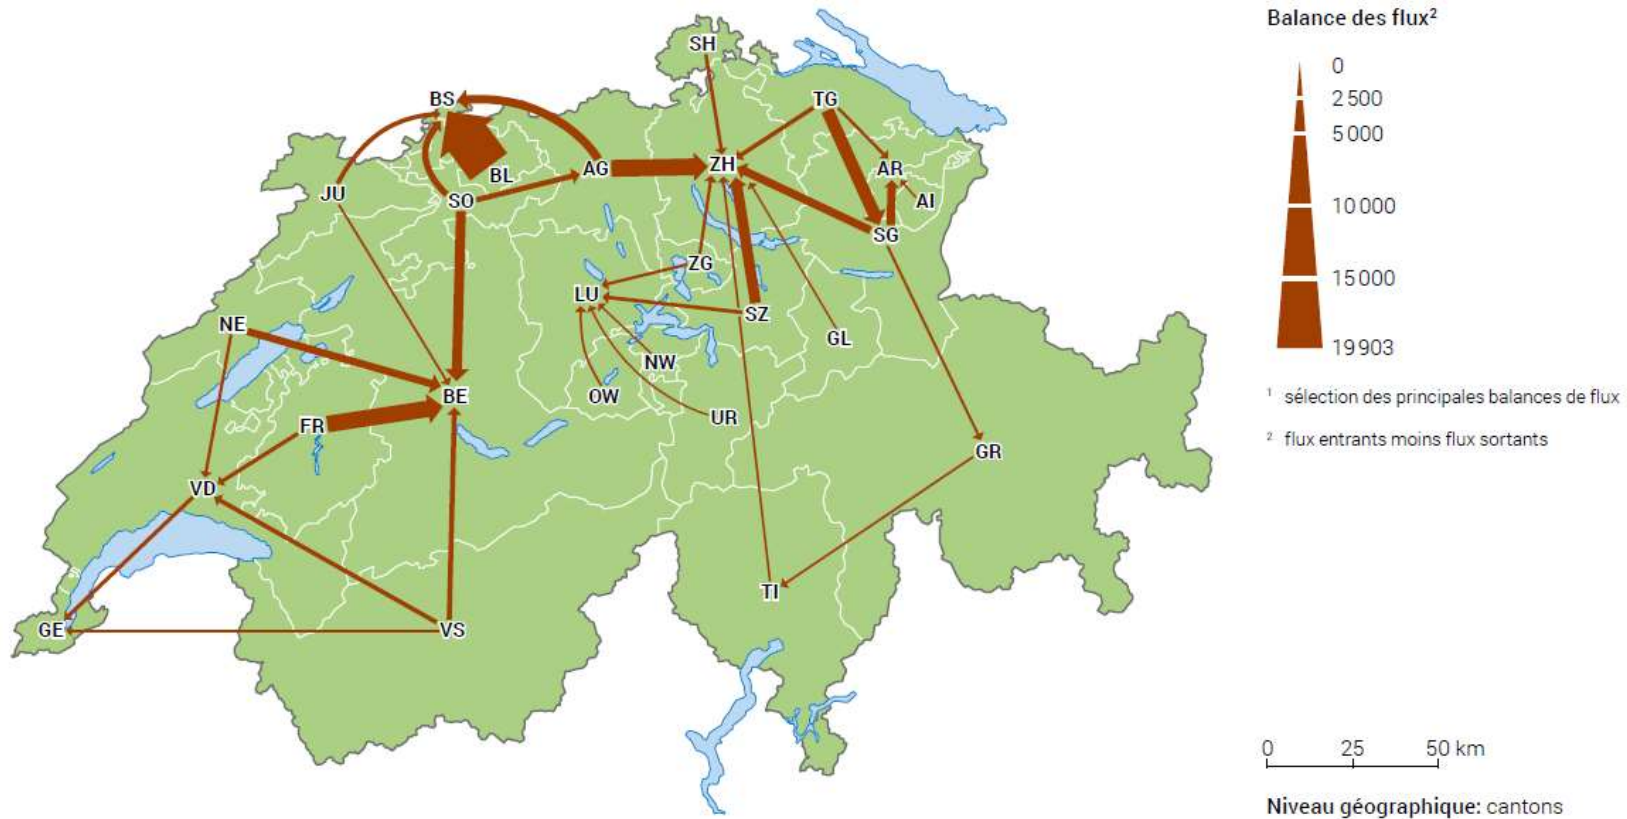 Balance des flux²
0
2 500
5 000
10 000
15 000
19 903
¹ sélection des principales balances de flux
² flux entrants moins flux sortants
SH
BS
TG
ZH
AG
AR
BL
JU
SO
AI
SG
ZG
LU
SZ
NE
GL
NW
BE
OW
UR
FR
GR
VD
TI
GE
VS
0 25 50 km
Niveau géographique: cantons